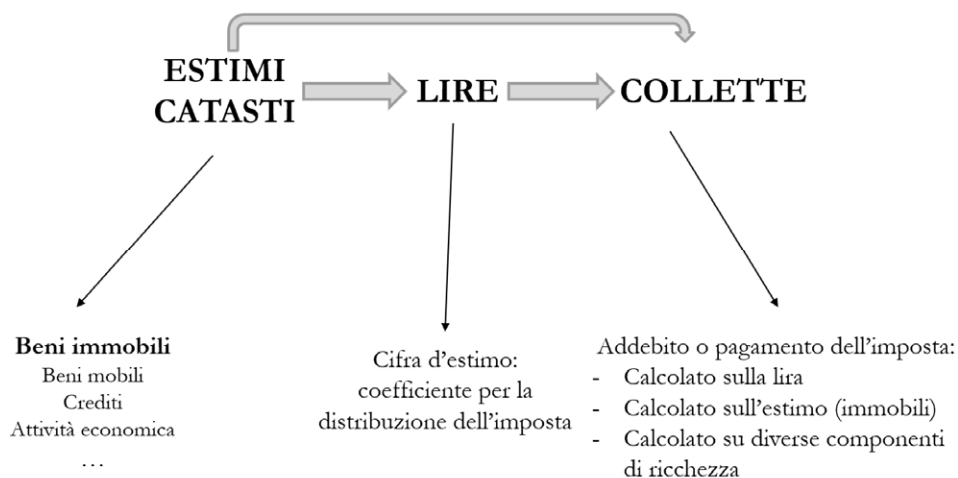 ESTIMI
CATASTI
LIRE
COLLETTE
Beni immobili
Beni mobili
Crediti
Attività economica
…
Cifra d'estimo:
coefficiente per la
distribuzione dell'imposta
Addebito o pagamento dell'imposta:
- Calcolato sulla lira
- Calcolato sull'estimo (immobili)
- Calcolato su diverse componenti
di ricchezza